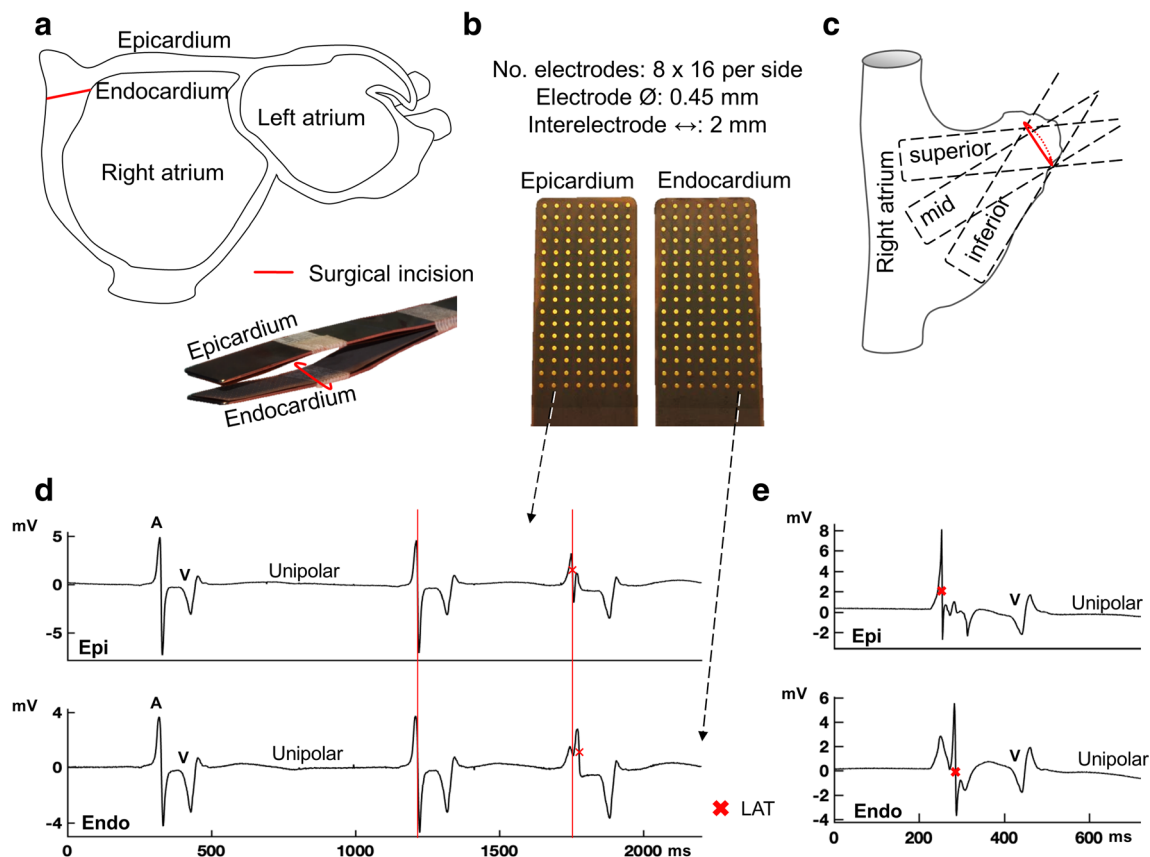 a
Epicardium
Endocardium
Left atrium
Right atrium
Surgical incision
Epicardium
Endocardium
b
No. electrodes: 8 x 16 per side
Electrode Ø: 0.45 mm
Interelectrode ↔: 2 mm
Epicardium
Endocardium
c
Right atrium
superior
mid
inferior
d
mV
5
0
-5
A
V
Unipolar
Epi
mV
4
0
-4
A
V
Unipolar
Endo
0
500
1000
1500
2000
ms
LAT
e
mV
8
6
4
2
0
-2
V
Unipolar
Epi
mV
6
4
2
0
-2
-4
V
Unipolar
Endo
0
200
400
600
ms